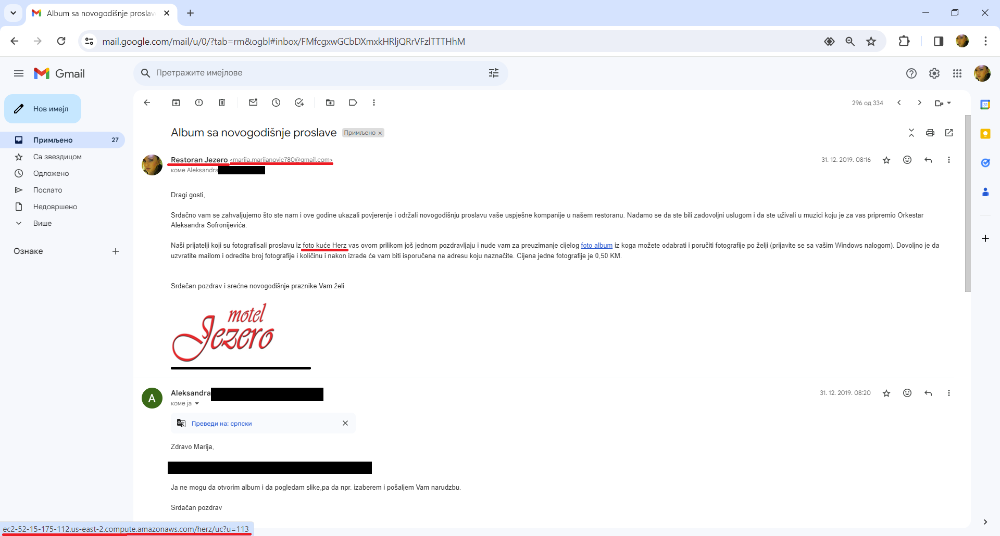 Album sa novogodišnje proslav
mail.google.com/mail/u/0/?tab=rm&ogbl#inbox/FMfcgxwGCbDXmxkHRljQRrVFzlTTTHhM
Gmail
Претражите имејлове
Нов имејл
296 од 334
Ср
Примљено 27
Са звездицом
Одложено
Послато
Недовршено
Више
Ознаке
Album sa novogodišnje proslave Примљено x
Restoran Jezero <marija.marijanovic780@gmail.com>
31. 12. 2019. 08:16
коме Aleksandra
Dragi gosti,
Srdačno vam se zahvaljujemo što ste nam i ove godine ukazali povjerenje i održali novogodišnju proslavu vaše uspješne kompanije u našem restoranu. Nadamo se da ste bili zadovoljni uslugom i da ste uživali u muzici koju je za vas pripremio Orkestar
Aleksandra Sofronijevića.
Naši prijatelji koji su fotografisali proslavu iz foto kuće Herz vas ovom prilikom još jednom pozdravljaju i nude vam za preuzimanje cijelog foto album iz koga možete odabrati i poručiti fotografije po želji (prijavite se sa vašim Windows nalogom). Dovoljno je da
uzvratite mailom i odredite broj fotografije i količinu i nakon izrade će vam biti isporučena na adresu koju naznačite. Cijena jedne fotografije je 0,50 KM.
Srdačan pozdrav i srećne novogodišnje praznike Vam želi
motel
Jezero
A
Aleksandra
31. 12. 2019. 08:20
коме ја
Преведи на: српски
Zdravo Marija,
Ja ne mogu da otvorim album i da pogledam slike,pa da npr. izaberem i pošaljem Vam narudzbu.
Srdačan pozdrav
ec2-52-15-175-112.us-east-2.compute.amazonaws.com/herz/uc?u=113
31